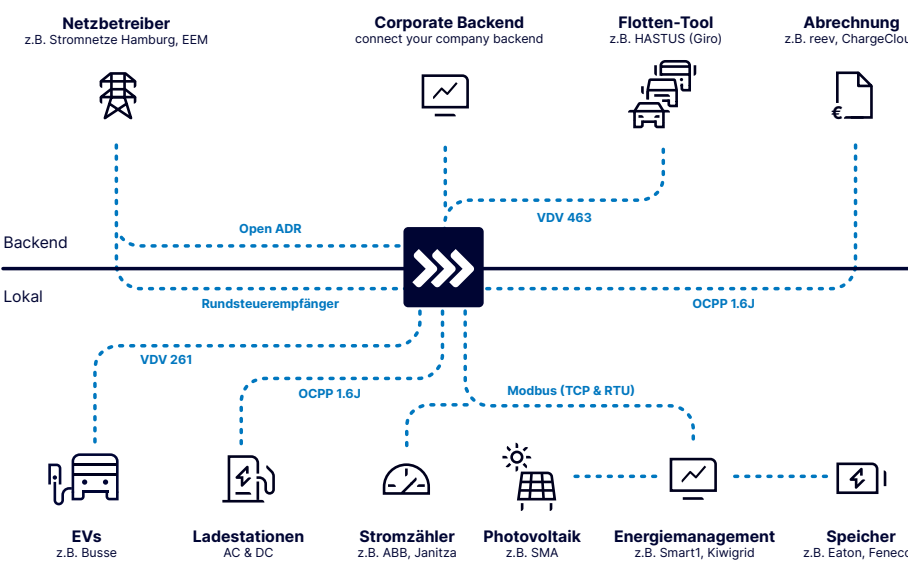 Netzbetreiber
z.B. Stromnetze Hamburg, EEM
Corporate Backend
connect your company backend
Flotten-Tool
z.B. HASTUS (Giro)
Abrechnung
z.B. reev, ChargeClou
€
VDV 463
Open ADR
Backend
Lokal
Rundsteuerempfänger
OCPP 1.6J
VDV 261
OCPP 1.6J
Modbus (TCP & RTU)
EVs
z.B. Busse
Ladestationen
AC & DC
Stromzähler
z.B. ABB, Janitza
Photovoltaik
z.B. SMA
Energiemanagement
z.B. Smart1, Kiwigrid
Speicher
z.B. Eaton, Fenecc